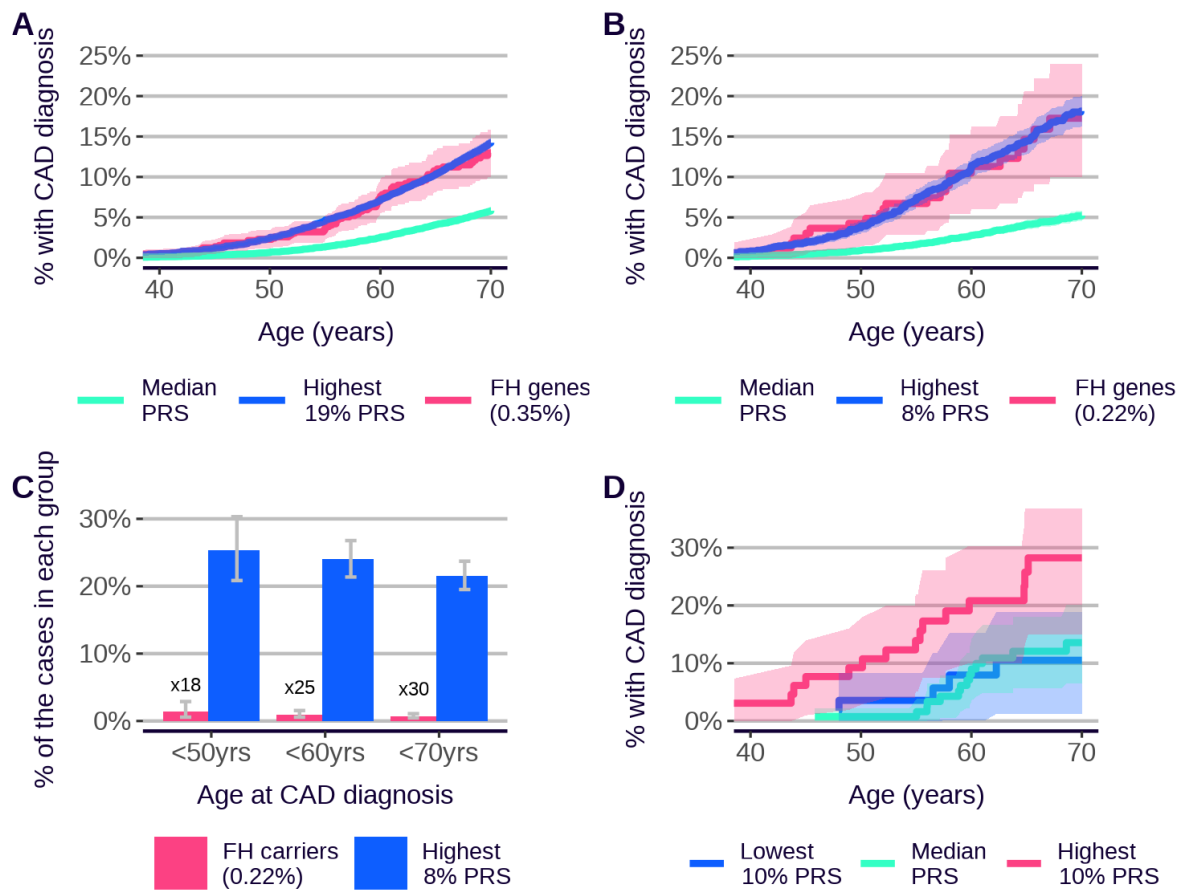 A
% with CAD diagnosis
25%
20%
15%
10%
5%
0%
40
50
60
70
Age (years)
Median
PRS
Highest
19% PRS
FH genes
(0.35%)
B
% with CAD diagnosis
25%
20%
15%
10%
5%
0%
40
50
60
70
Age (years)
Median
PRS
Highest
8% PRS
FH genes
(0.22%)
C
% of the cases in each group
30%
20%
10%
0%
x18
x25
x30
<50yrs
<60yrs
<70yrs
Age at CAD diagnosis
FH carriers
(0.22%)
Highest
8% PRS
D
% with CAD diagnosis
30%
20%
10%
0%
40
50
60
70
Age (years)
Lowest
10% PRS
Median
PRS
Highest
10% PRS